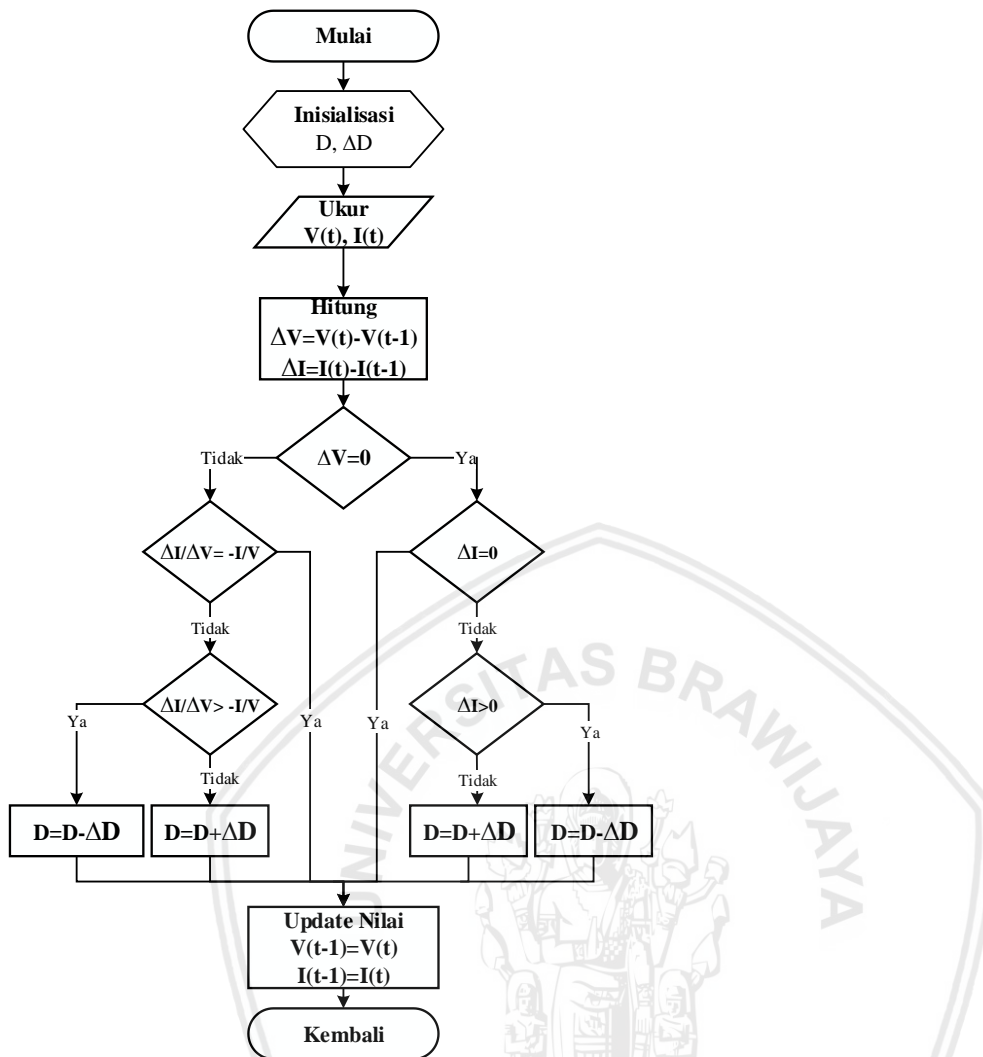 Mulai
Inisialisasi
D, ΔD
Ukur
V(t), I(t)
Hitung
ΔV=V(t)-V(t-1)
ΔI=I(t)-I(t-1)
ΔV=0
Tidak
Ya
ΔI/ΔV= -I/V
ΔI=0
Tidak
Tidak
ΔI/ΔV> -I/V
ΔI>0
Ya
Ya
Ya
Ya
Tidak
Tidak
D=D-ΔD
D=D+ΔD
D=D+ΔD
D=D-ΔD
Update Nilai
V(t-1)=V(t)
I(t-1)=I(t)
Kembali
UNIVERSITAS BRAWIJAYA